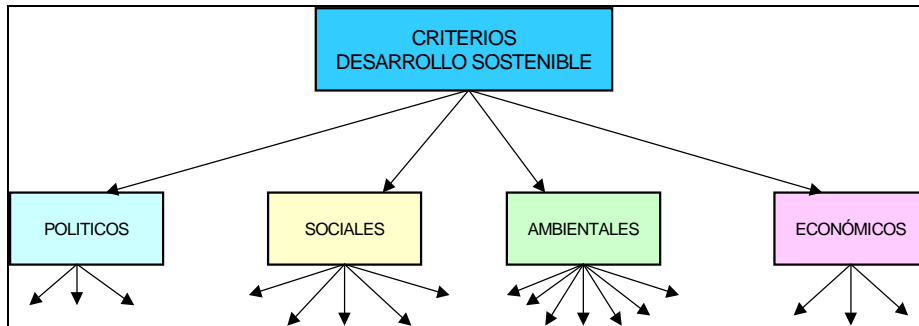 CRITERIOS
DESARROLLO SOSTENIBLE
POLITICOS
SOCIALES
AMBIENTALES
ECONÓMICOS